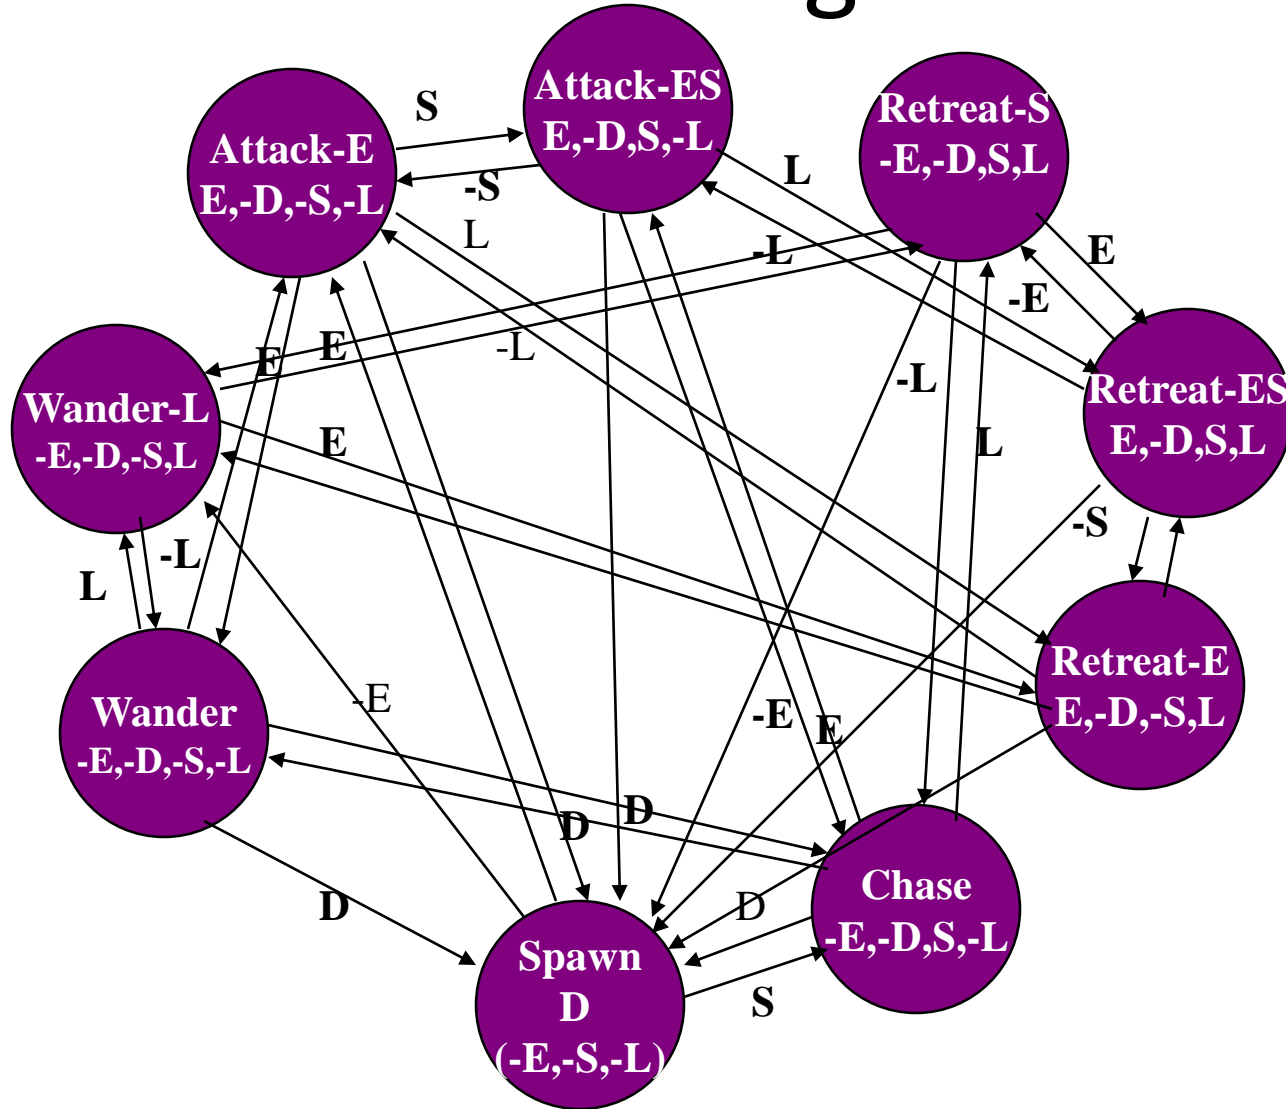 g
Attack-ES
E,-D,S,-L
Retreat-S
-E,-D,S,L
Attack-E
E,-D,-S,-L
S
-S
L
L
-L
E
-E
-L
E
E
-L
Wander-L
-E,-D,-S,L
Retreat-ES
E,-D,S,L
E
L
-S
-L
L
Retreat-E
E,-D,-S,L
Wander
-E,-D,-S,-L
-E
-E
E
D
D
D
D
Chase
-E,-D,S,-L
Spawn
D
(-E,-S,-L)
S